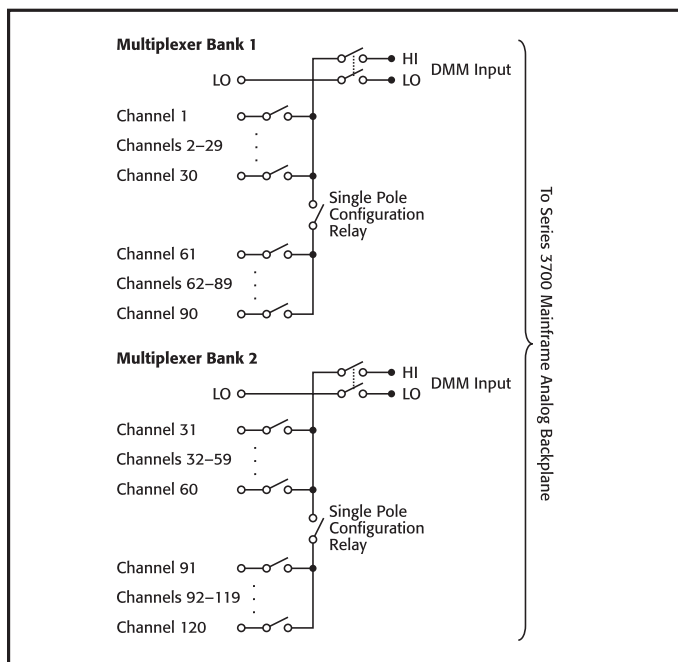 Multiplexer Bank 1
HI
LO
LO
DMM Input
Channel 1
Channels 2–29
Channel 30
Single Pole
Configuration
Relay
Channel 61
Channels 62–89
Channel 90
Multiplexer Bank 2
HI
LO
LO
DMM Input
Channel 31
Channels 32–59
Channel 60
Single Pole
Configuration
Relay
Channel 91
Channels 92–119
Channel 120
To Series 3700 Mainframe Analog Backplane